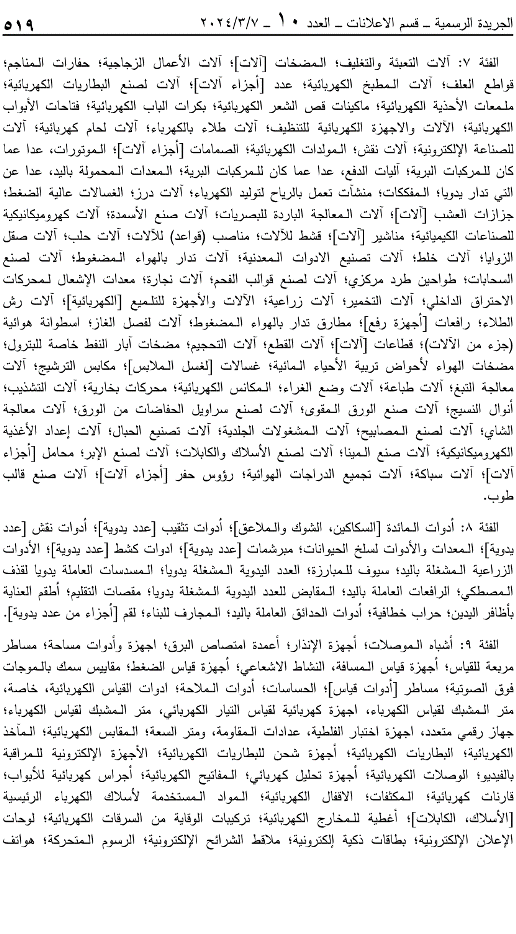 الجريدة الرسمية – قسم الاعلانات – العدد ١٠ – ٢٠٢٤/٣/٧ ٥١٩
الفئة ٧: آلات التعبئة والتغليف؛ المضخات [آلات]؛ آلات الأعمال الزجاجية؛ حفارات المناجم؛
قواطع العلف؛ آلات المطبخ الكهربائية؛ عدد [أجزاء آلات]؛ آلات لصنع البطاريات الكهربائية؛
ملمعات الأحذية الكهربائية؛ ماكينات قص الشعر الكهربائية؛ بكرات الباب الكهربائية؛ فتاحات الأبواب
الكهربائية؛ الآلات والاجهزة الكهربائية للتنظيف؛ آلات طلاء بالكهرباء؛ آلات لحام كهربائية؛ آلات
للصناعة الإلكترونية؛ آلات نقش؛ المولدات الكهربائية؛ الصمامات [أجزاء آلات]؛ الموتورات، عدا عما
كان للمركبات البرية؛ آليات الدفع، عدا عما كان للمركبات البرية؛ المعدات المحمولة باليد، عدا عن
التي تدار يدويا؛ المفككات؛ منشآت تعمل بالرياح لتوليد الكهرباء؛ آلات درز؛ الغسالات عالية الضغط؛
جزازات العشب [آلات]؛ آلات المعالجة الباردة للبصريات؛ آلات صنع الأسمدة؛ آلات كهروميكانيكية
للصناعات الكيميائية؛ مناشير [آلات]؛ قشط للآلات؛ مناصب (قواعد) للآلات؛ آلات حلب؛ آلات صقل
الزوايا؛ آلات خلط؛ آلات تصنيع الادوات المعدنية؛ آلات تدار بالهواء المضغوط؛ آلات لصنع
السحابات؛ طواحين طرد مركزي؛ آلات لصنع قوالب الفحم؛ آلات نجارة؛ معدات الإشعال لمحركات
الاحتراق الداخلي؛ آلات التخمير؛ آلات زراعية؛ الآلات والأجهزة للتلميع [الكهربائية]؛ آلات رش
الطلاء؛ رافعات [أجهزة رفع]؛ مطارق تدار بالهواء المضغوط؛ آلات لفصل الغاز؛ اسطوانة هوائية
(جزء من الآلات)؛ قطاعات [آلات]؛ آلات القطع؛ آلات التحجيم؛ مضخات آبار النفط خاصة للبترول؛
مضخات الهواء لأحواض تربية الأحياء المائية؛ غسالات [لغسل الملابس]؛ مكابس الترشيح؛ آلات
معالجة التبغ؛ آلات طباعة؛ آلات وضع الغراء؛ المكانس الكهربائية؛ محركات بخارية؛ آلات التشذيب؛
أنوال النسيج؛ آلات صنع الورق المقوى؛ آلات لصنع سراويل الحفاضات من الورق؛ آلات معالجة
الشاي؛ آلات لصنع المصابيح؛ آلات المشغولات الجلدية؛ آلات تصنيع الحبال؛ آلات إعداد الأغذية
الكهروميكانيكية؛ آلات صنع المينا؛ آلات لصنع الأسلاك والكابلات؛ آلات لصنع الإبر؛ محامل [أجزاء
آلات]؛ آلات سباكة؛ آلات تجميع الدراجات الهوائية؛ رؤوس حفر [أجزاء آلات]؛ آلات صنع قالب
طوب.
الفئة ٨: أدوات المائدة [السكاكين، الشوك والملاعق]؛ أدوات تثقيب [عدد يدوية]؛ أدوات نقش [عدد
يدوية]؛ المعدات والأدوات لسلخ الحيوانات؛ مبرشمات [عدد يدوية]؛ ادوات كشط [عدد يدوية]؛ الأدوات
الزراعية المشغلة باليد؛ سيوف للمبارزة؛ العدد اليدوية المشغلة يدويا؛ المسدسات العاملة يدويا لقذف
المصطكي؛ الرافعات العاملة باليد؛ المقابض للعدد اليدوية المشغلة يدويا؛ مقصات التقليم؛ أطقم العناية
بأظافر اليدين؛ حراب خطافية؛ أدوات الحدائق العاملة باليد؛ المجارف للبناء؛ لقم [أجزاء من عدد يدوية].
الفئة ٩: أشباه الموصلات؛ أجهزة الإنذار؛ أعمدة امتصاص البرق؛ اجهزة وأدوات مساحة؛ مساطر
مربعة للقياس؛ أجهزة قياس المسافة، النشاط الاشعاعي؛ أجهزة قياس الضغط؛ مقاييس سمك بالموجات
فوق الصوتية؛ مساطر [أدوات قياس]؛ الحساسات؛ أدوات الملاحة؛ ادوات القياس الكهربائية، خاصة،
متر المشبك لقياس الكهرباء، اجهزة كهربائية لقياس التيار الكهربائي، متر المشبك لقياس الكهرباء؛
جهاز رقمي متعدد، اجهزة اختبار الفلطية، عدادات المقاومة، ومتر السعة؛ المقابس الكهربائية؛ المآخذ
الكهربائية؛ البطاريات الكهربائية؛ أجهزة شحن للبطاريات الكهربائية؛ الأجهزة الإلكترونية للمراقبة
بالفيديو؛ الوصلات الكهربائية؛ أجهزة تحليل كهربائي؛ المفاتيح الكهربائية؛ أجراس كهربائية للأبواب؛
قارنات كهربائية؛ المكثفات؛ الاقفال الكهربائية؛ المواد المستخدمة لأسلاك الكهرباء الرئيسية
[الأسلاك، الكابلات]؛ أغطية للمخارج الكهربائية؛ تركيبات الوقاية من السرقات الكهربائية؛ لوحات
الإعلان الإلكترونية؛ بطاقات ذكية إلكترونية؛ ملاقط الشرائح الإلكترونية؛ الرسوم المتحركة؛ هواتف